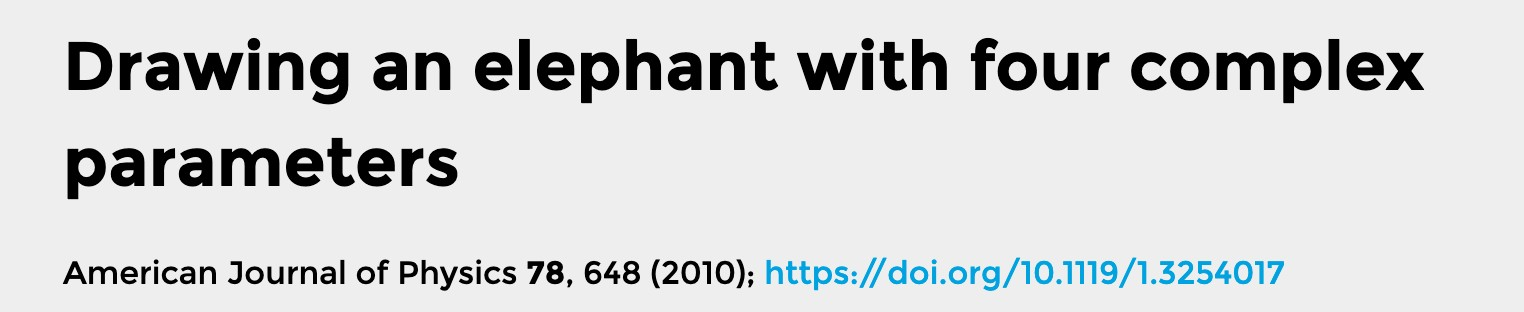 Drawing an elephant with four complex
parameters
American Journal of Physics 78, 648 (2010); https://doi.org/10.1119/1.3254017